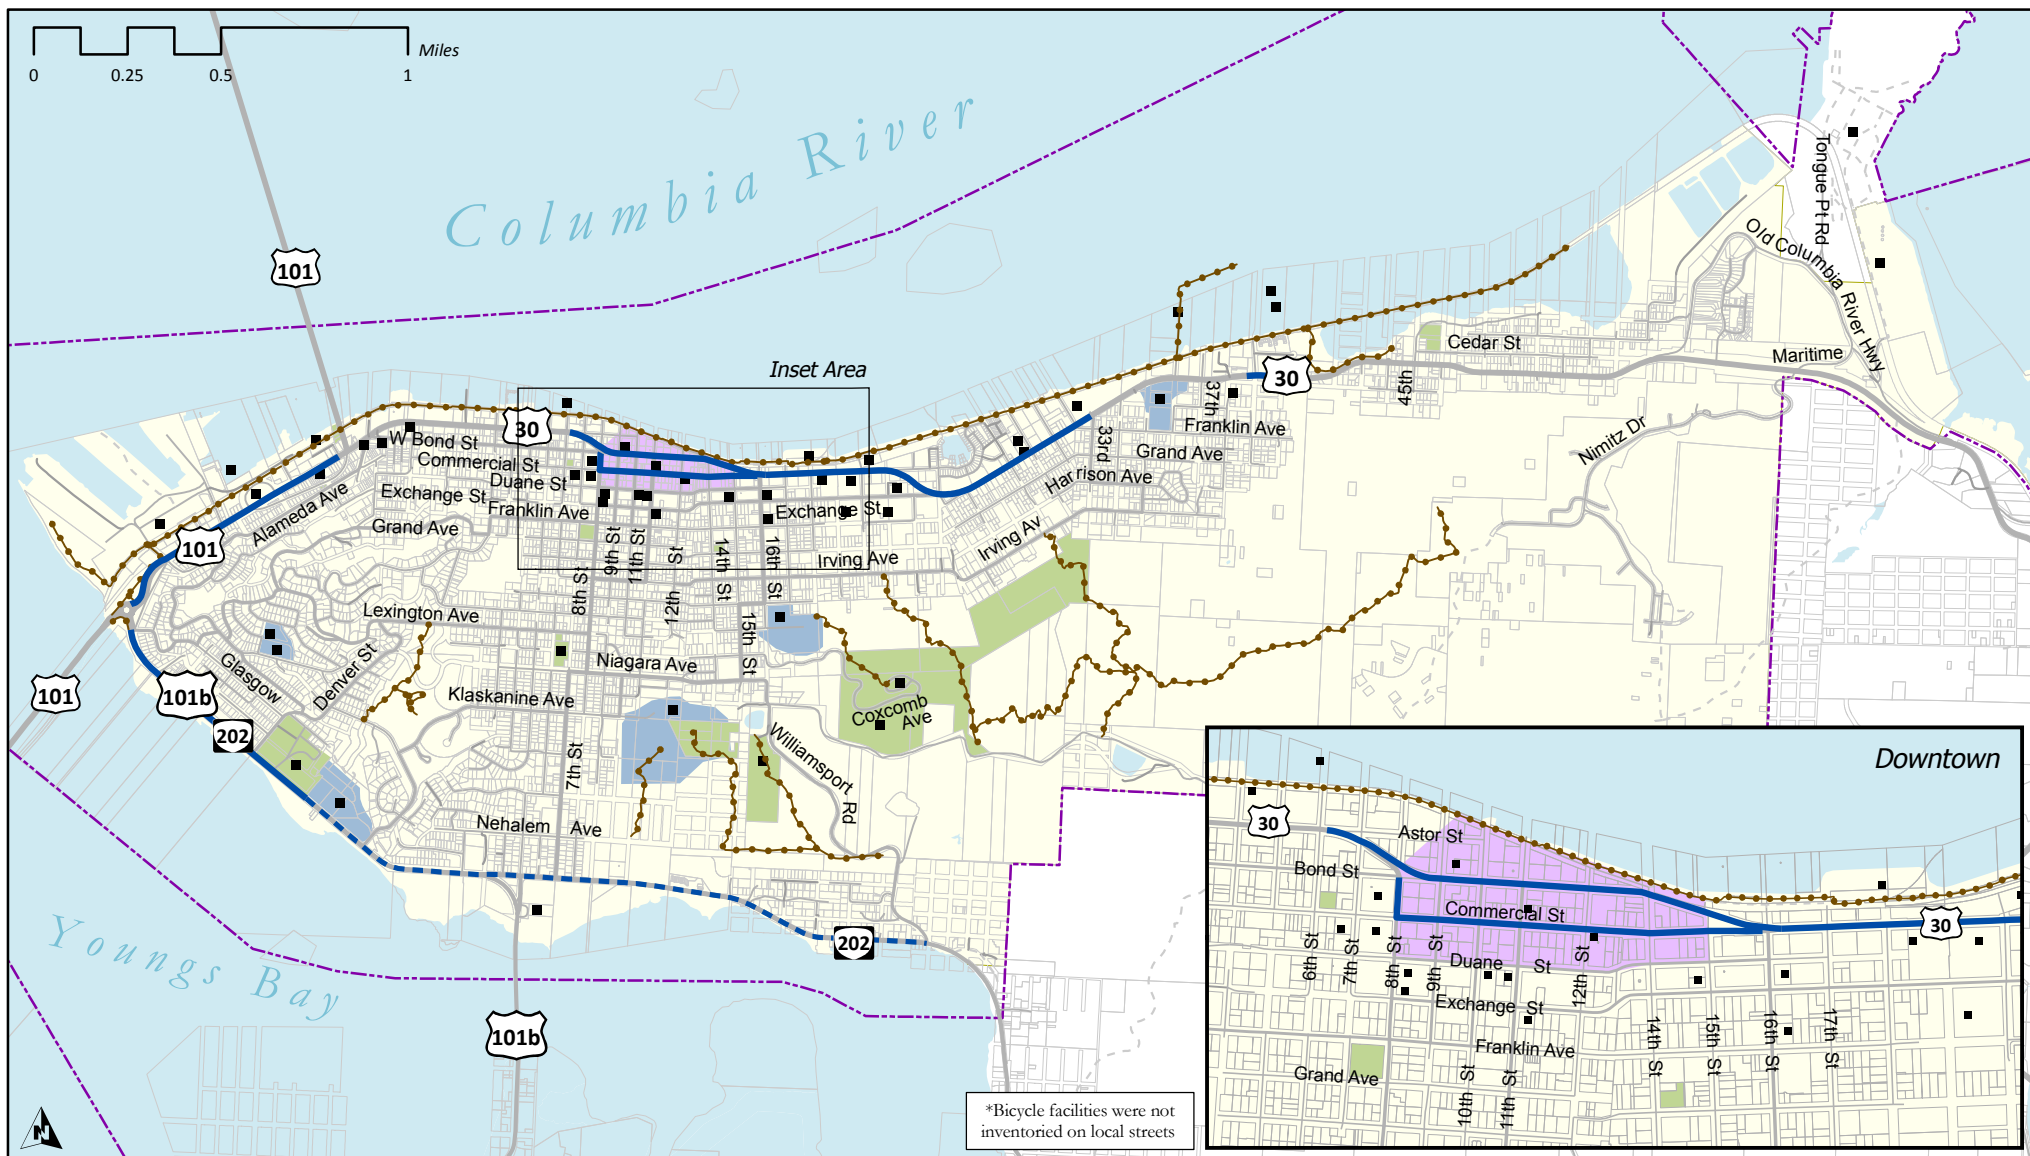 Miles
0
0.25
0.5
1
Columbia River
101
Tongue Pt Rd
Old Columbia River Hwy
Cedar St
Maritime
Inset Area
30
30
45th
37th
Franklin Ave
33rd
Grand Ave
Harrison Ave
Nimitz Dr
W Bond St
Commercial St
Duane St
Exchange St
Franklin Ave
Exchange St
Alameda Ave
Grand Ave
101
Irving Av
Irving Ave
8th St
9th St
11th St
12th St
14th St
16th St
15th St
Lexington Ave
Niagara Ave
Glasgow
Denver St
Klaskanine Ave
Coxcomb Ave
101
101b
202
Williamsport Rd
7th St
Nehalem Ave
202
Youngs Bay
101b
N
*Bicycle facilities were not
inventoried on local streets
Downtown
30
Astor St
Bond St
Commercial St
30
6th St
7th St
8th St
9th St
Duane St
12th St
Exchange St
Franklin Ave
Grand Ave
10th St
11th St
14th St
15th St
16th St
17th St